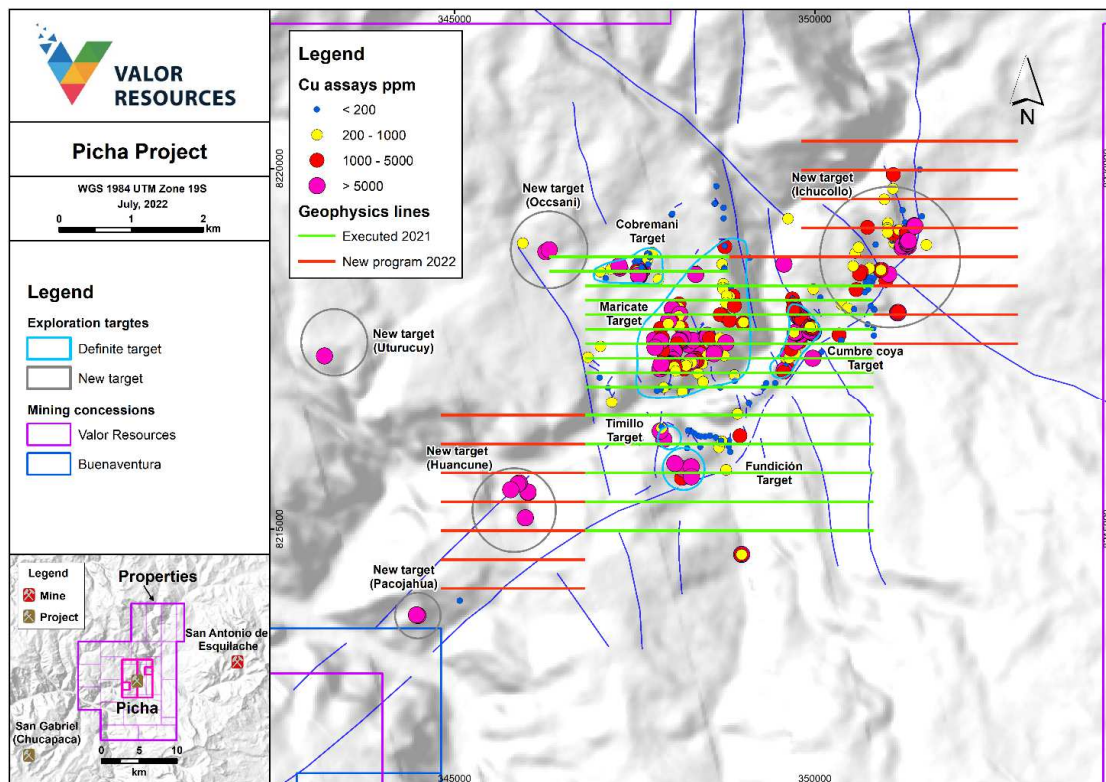 VALOR
RESOURCES
Picha Project
WGS 1984 UTM Zone 19S
July, 2022
0 1 2
km
Legend
Exploration targtes
Definite target
New target
Mining concessions
Valor Resources
Buenaventura
Legend
Mine
Project
Properties
San Antonio de
Esquilache
Picha
San Gabriel
(Chucapaca)
0 5 10
km
345000
350000
Legend
Cu assays ppm
< 200
200 - 1000
1000 - 5000
> 5000
Geophysics lines
Executed 2021
New program 2022
N
8220000
8215000
New target
(Occsani)
Cobremani
Target
New target
(Ichucollo)
Maricate
Target
New target
(Uturucuy)
Cumbre coya
Target
Timillo
Target
New target
(Huancune)
Fundición
Target
New target
(Pacojahua)
345000
350000